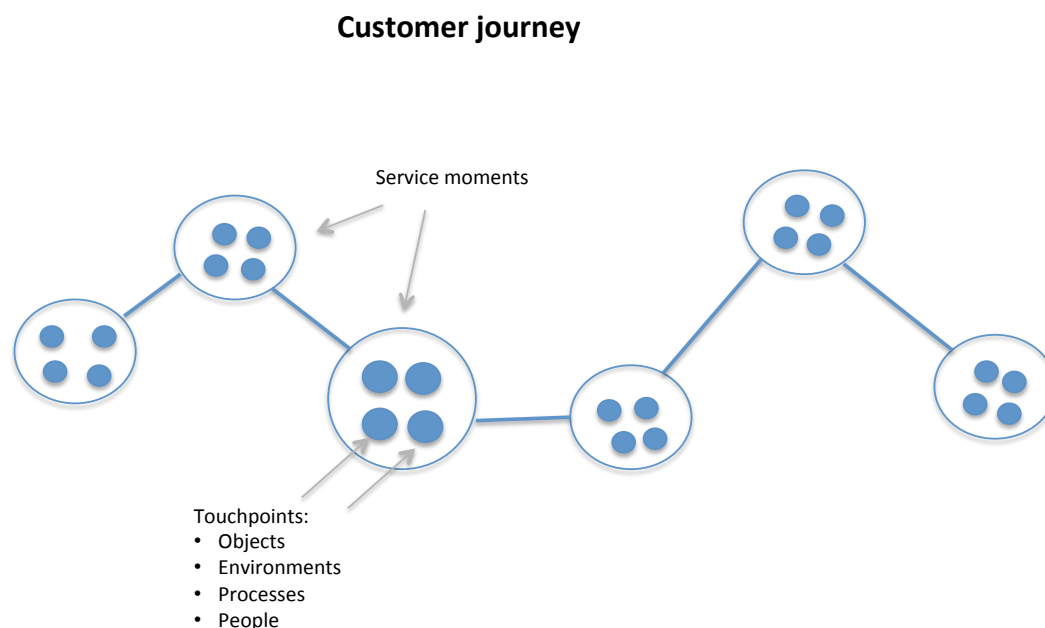 Customer journey
Service moments
Touchpoints:
• Objects
• Environments
• Processes
• People